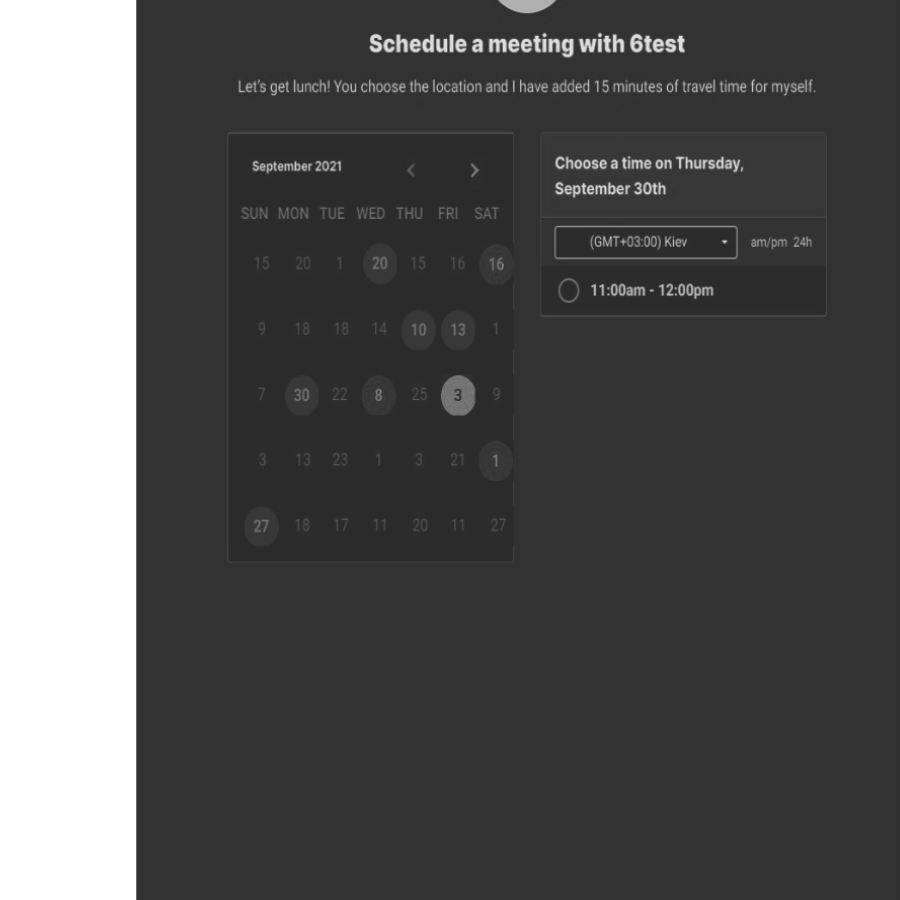 Schedule a meeting with 6test
Let's get lunch! You choose the location and I have added 15 minutes of travel time for myself.
September 2021
SUN MON TUE WED THU FRI SAT
15 20 1 20 15 16 16
9 18 18 14 10 13 1
7 30 22 8 25 3 9
3 13 23 1 3 21 1
27 18 17 11 20 11 27
Choose a time on Thursday,
September 30th
(GMT+03:00) Kiev am/pm 24h
11:00am - 12:00pm